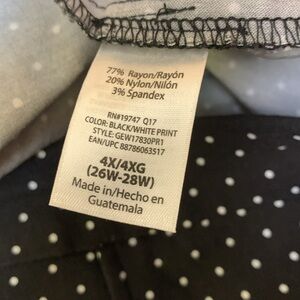 77% Rayon/Rayón
20% Nylon/Nilón
3% Spandex
RN#19747 Q17
COLOR: BLACK/WHITE PRINT
STYLE: GEW17830PR1
EAN/UPC 88786063517
4X/4XG
(26W-28W)
Made in/Hecho en
Guatemala